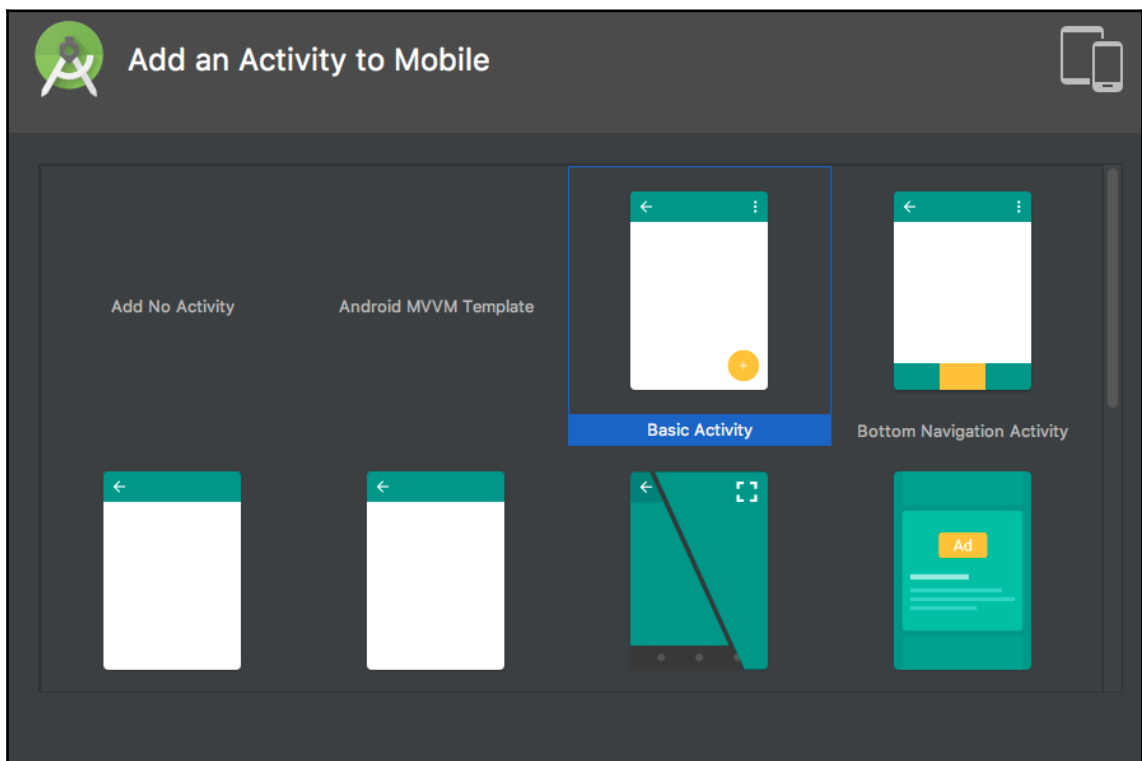 Add an Activity to Mobile
Add No Activity
Android MVVM Template
Basic Activity
Bottom Navigation Activity
Ad